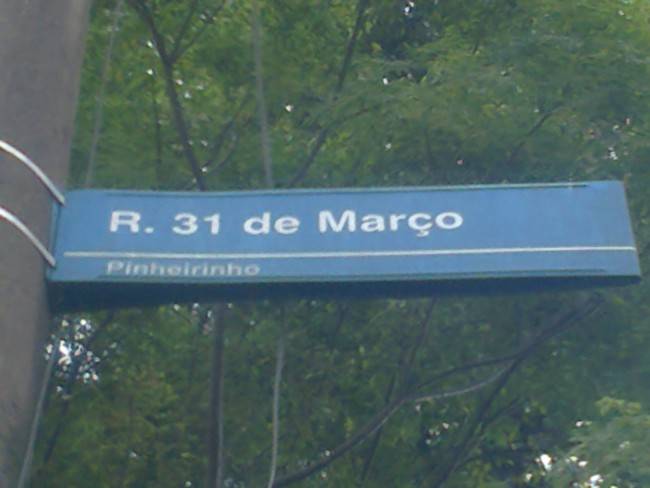 R. 31 de Março
Pinheirinho